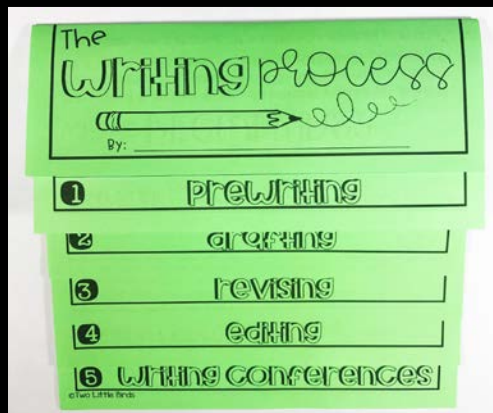 The
writing process
By:
1 prewriting
2 drafting
3 revising
4 editing
5 writing conferences
©Two Little Birds